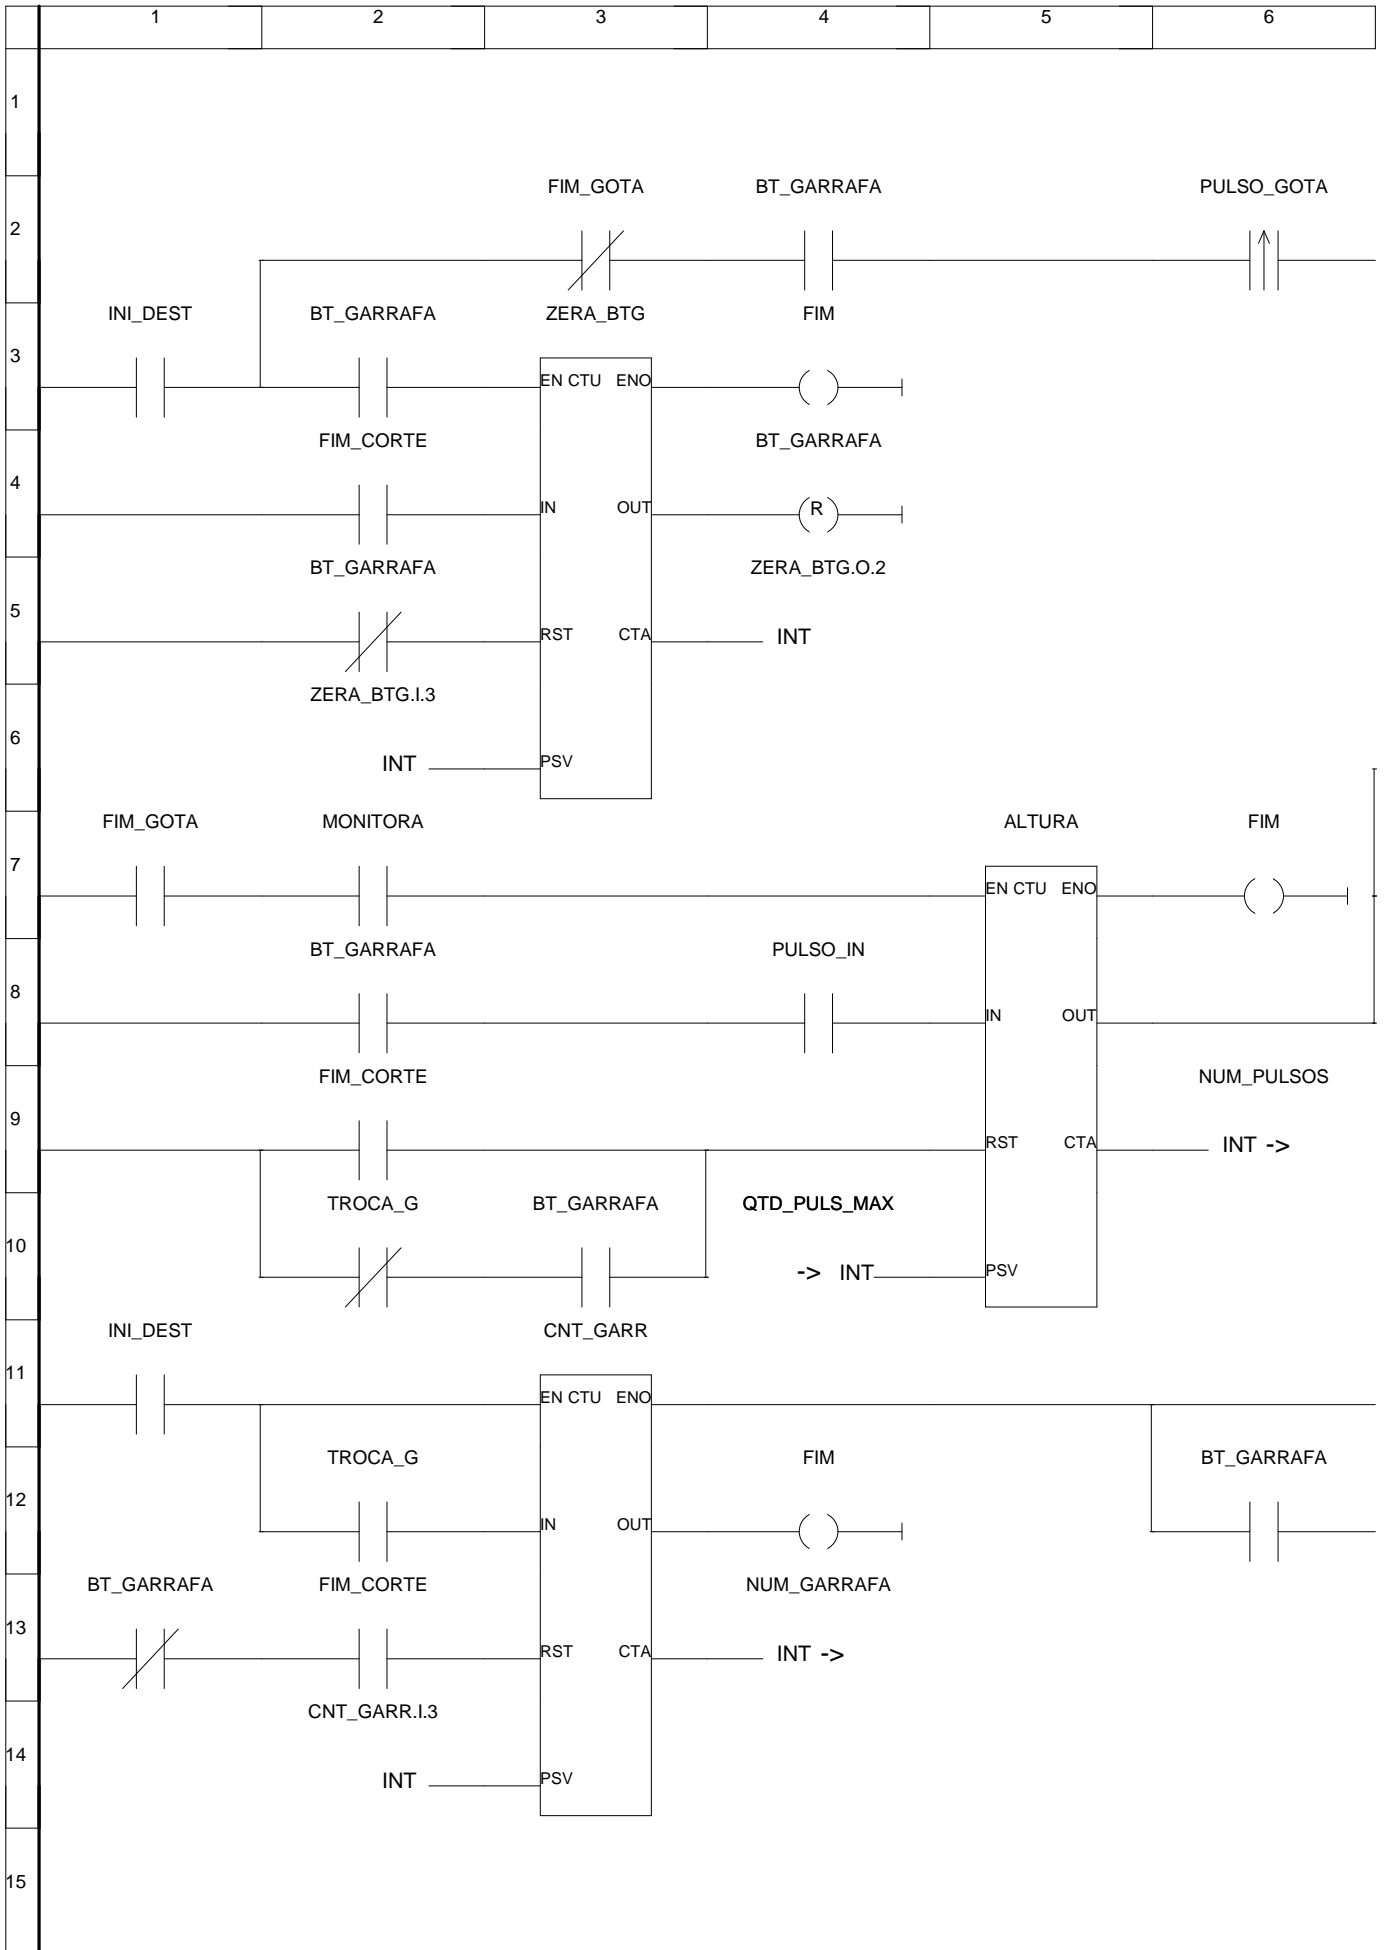 1 2 3 4 5 6
1
FIM_GOTA BT_GARRAFA PULSO_GOTA
2
INI_DEST BT_GARRAFA ZERA_BTG FIM
3
EN CTU ENO
FIM_CORTE BT_GARRAFA
4
IN OUT R
BT_GARRAFA ZERA_BTG.O.2
5
RST CTA INT
ZERA_BTG.I.3
6
INT PSV
FIM_GOTA MONITORA ALTURA FIM
7
EN CTU ENO
BT_GARRAFA PULSO_IN
8
IN OUT
FIM_CORTE NUM_PULSOS
9
RST CTA INT ->
TROCA_G BT_GARRAFA QTD_PULS_MAX
10
-> INT PSV
INI_DEST CNT_GARR
11
EN CTU ENO
TROCA_G FIM BT_GARRAFA
12
IN OUT
BT_GARRAFA FIM_CORTE NUM_GARRAFA
13
RST CTA INT ->
CNT_GARR.I.3
14
INT PSV
15